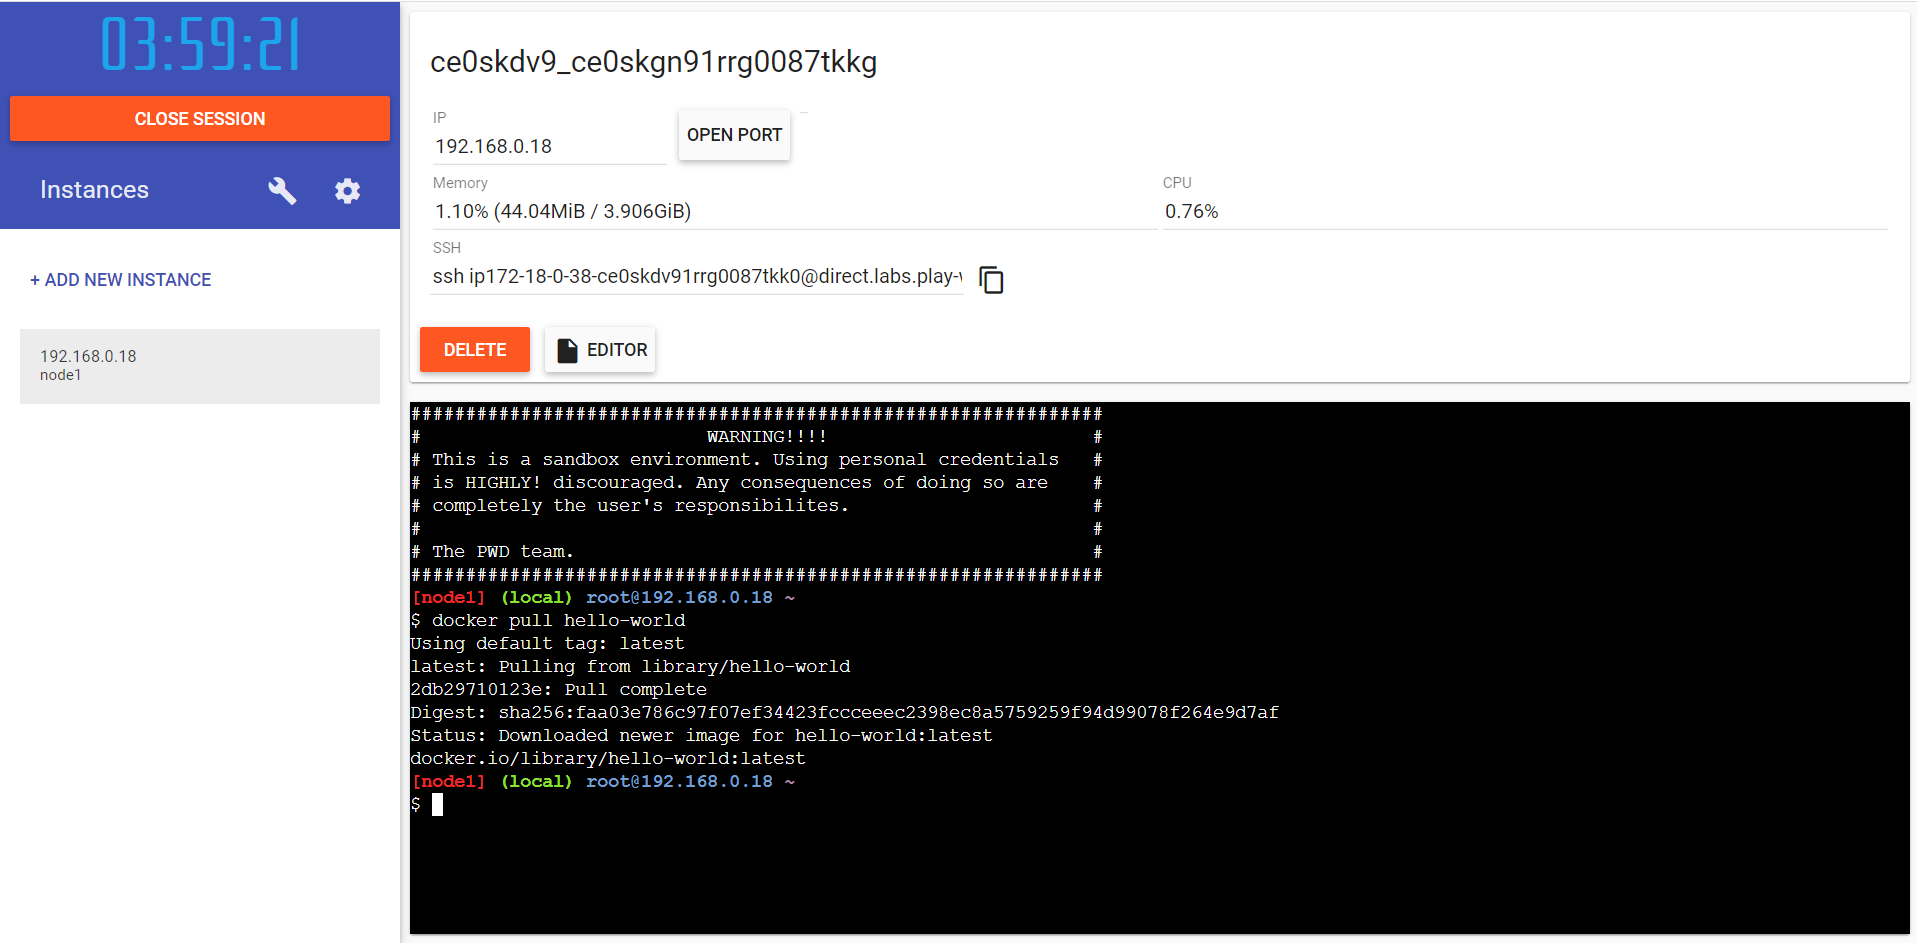 03:59:21
CLOSE SESSION
Instances
+ ADD NEW INSTANCE
192.168.0.18
node1
ce0skdv9_ce0skgn91rrg0087tkkg
IP
192.168.0.18
OPEN PORT
Memory
1.10% (44.04MiB / 3.906GiB)
CPU
0.76%
SSH
ssh ip172-18-0-38-ce0skdv91rrg0087tkk0@direct.labs.play-
DELETE
EDITOR
###############################################################
# WARNING!!!! #
# This is a sandbox environment. Using personal credentials #
# is HIGHLY! discouraged. Any consequences of doing so are #
# completely the user's responsibilites. #
# #
# The PWD team. #
###############################################################
[node1] (local) root@192.168.0.18 ~
$ docker pull hello-world
Using default tag: latest
latest: Pulling from library/hello-world
2db29710123e: Pull complete
Digest: sha256:faa03e786c97f07ef34423fccceeec2398ec8a5759259f94d99078f264e9d7af
Status: Downloaded newer image for hello-world:latest
docker.io/library/hello-world:latest
[node1] (local) root@192.168.0.18 ~
$